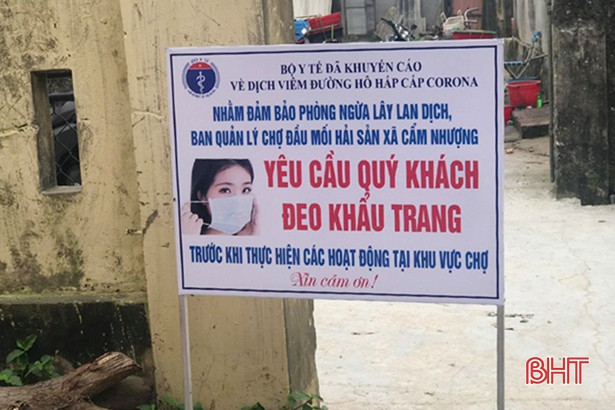 BỘ Y TẾ ĐÃ KHUYẾN CÁO
VỀ DỊCH VIÊM ĐƯỜNG HÔ HẤP CẤP CORONA
NHẰM ĐẢM BẢO PHÒNG NGỪA LÂY LAN DỊCH,
BAN QUẢN LÝ CHỢ ĐẦU MỐI HẢI SẢN XÃ CẨM NHƯỢNG
YÊU CẦU QUÝ KHÁCH
ĐEO KHẨU TRANG
TRƯỚC KHI THỰC HIỆN CÁC HOẠT ĐỘNG TẠI KHU VỰC CHỢ
Xin cám ơn!
BHT